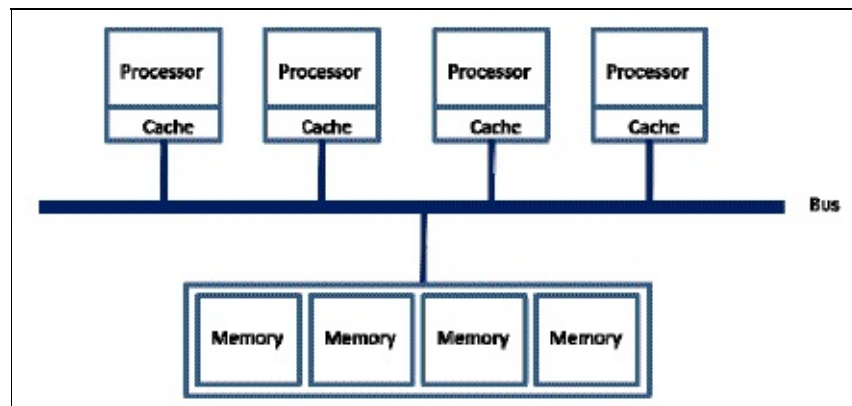 Processor Processor Processor Processor
Cache Cache Cache Cache
Bus
Memory Memory Memory Memory